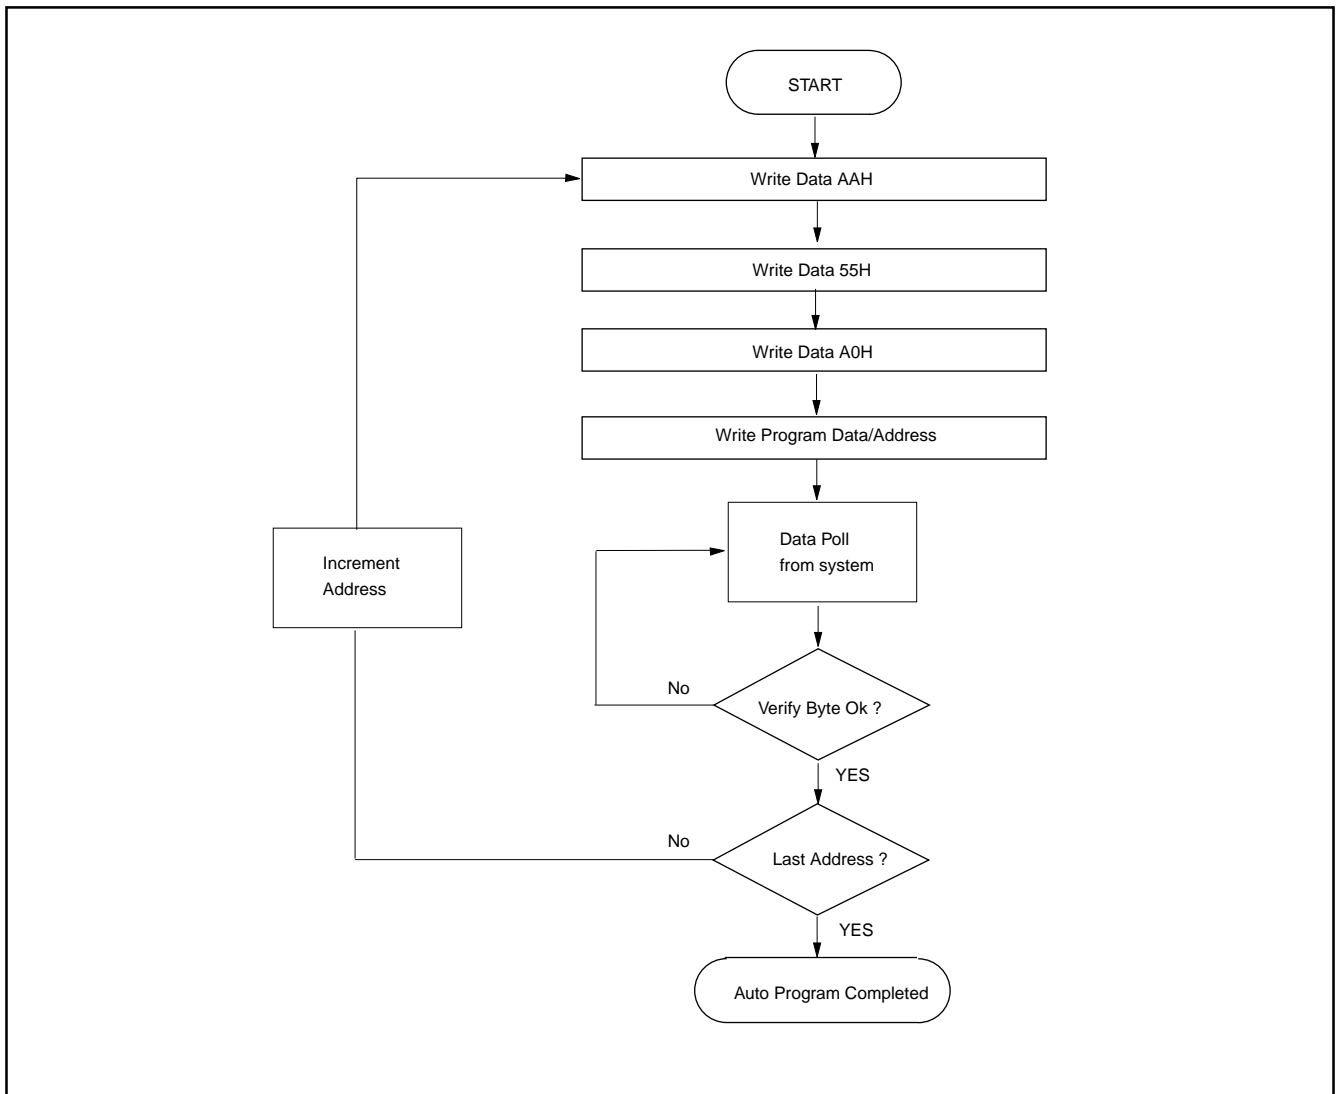 START
Write Data AAH
Write Data 55H
Write Data A0H
Write Program Data/Address
Data Poll
from system
Increment
Address
No
Verify Byte Ok ?
YES
No
Last Address ?
YES
Auto Program Completed